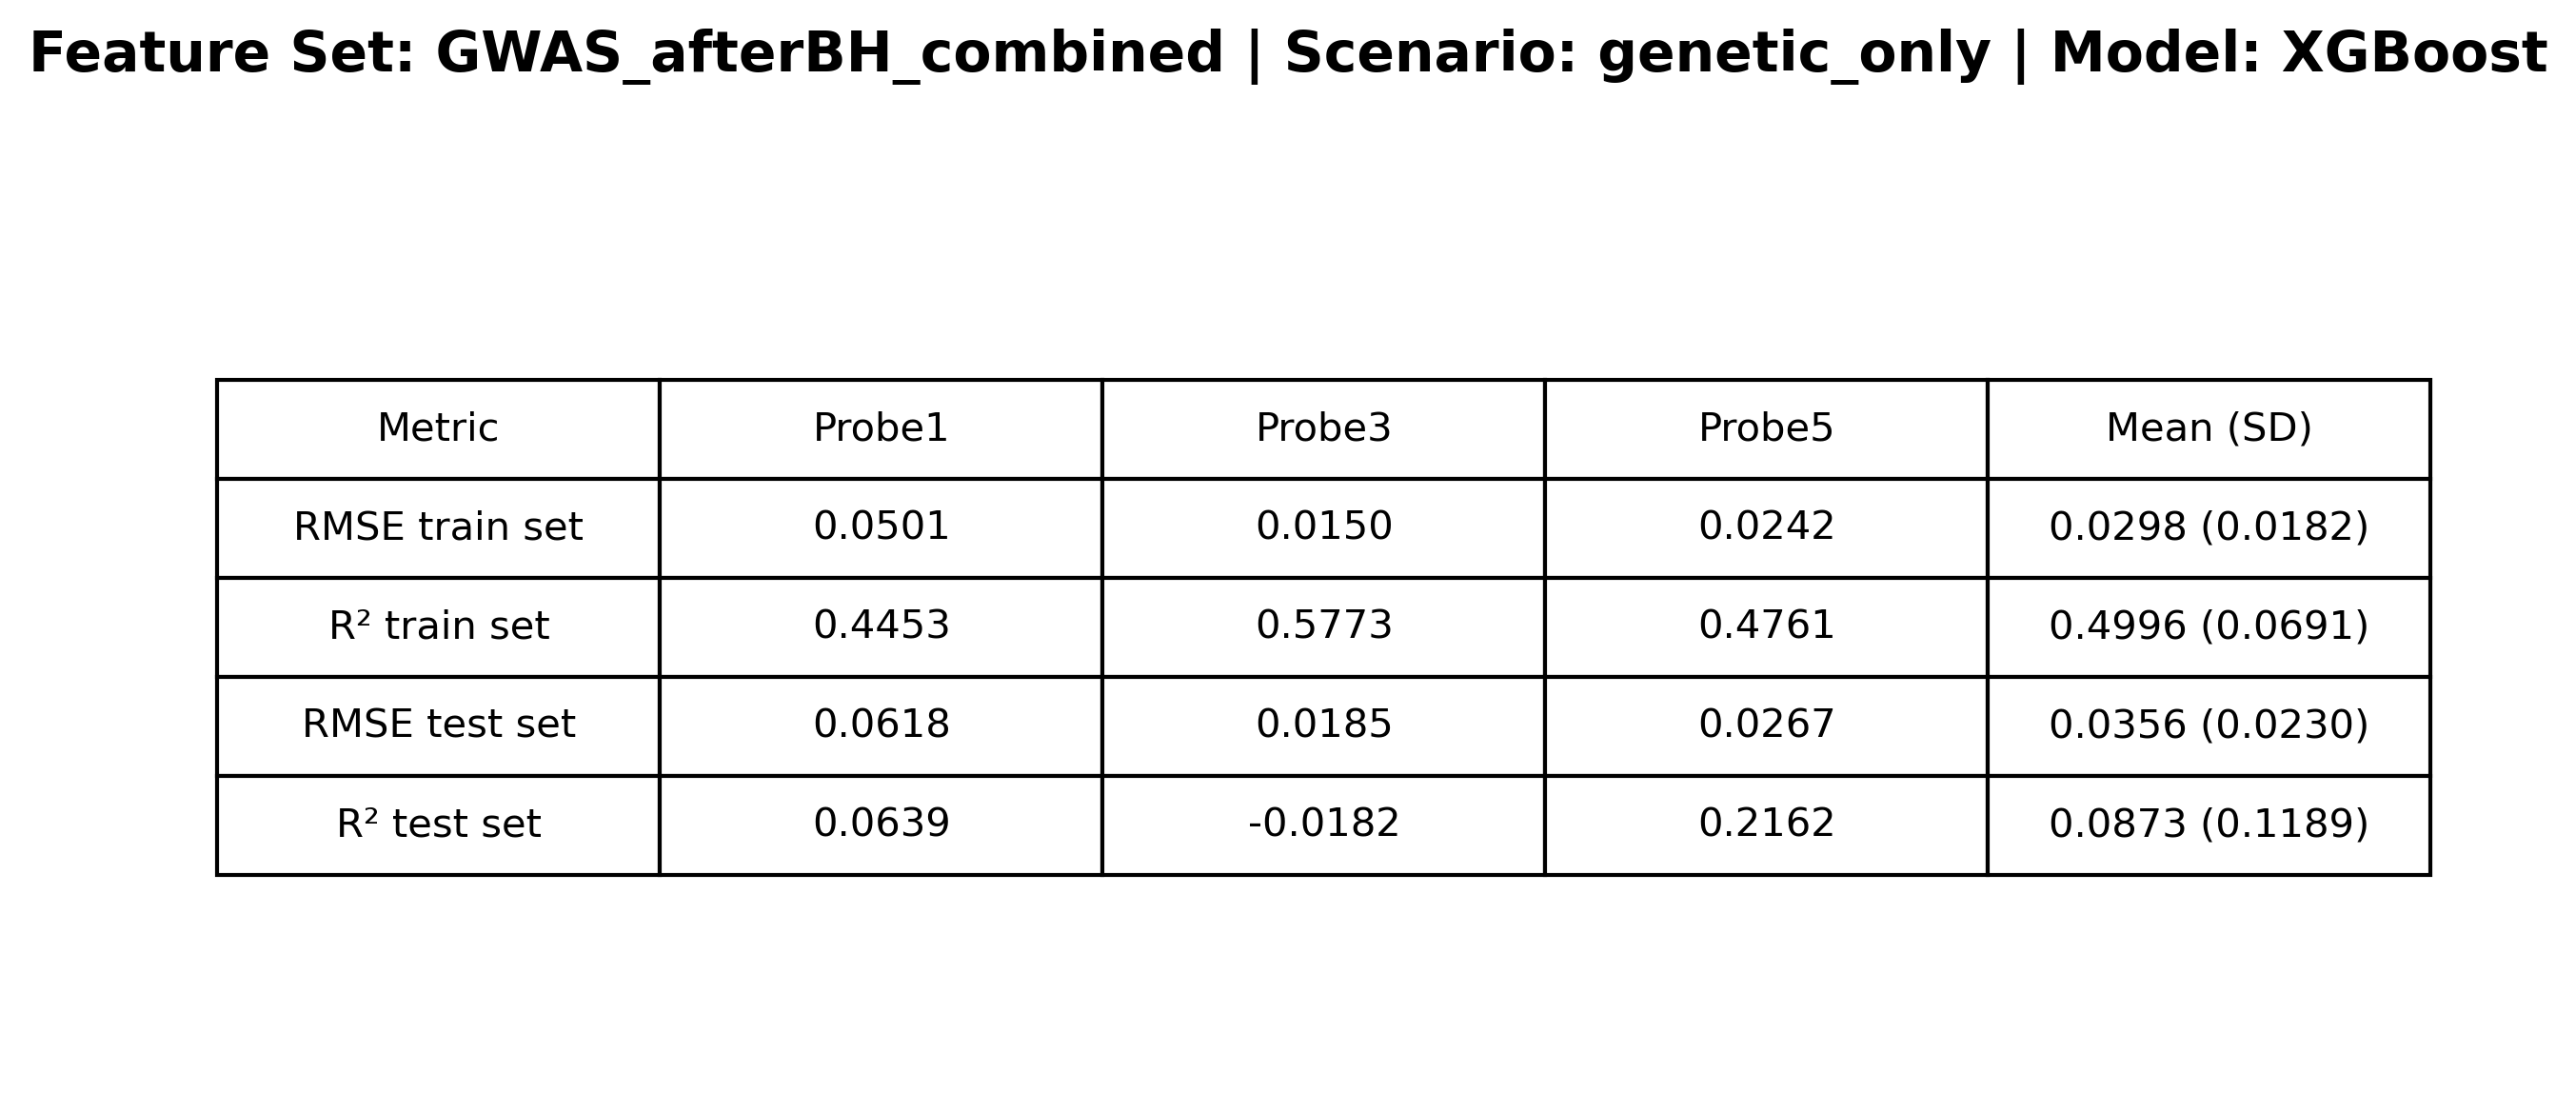 Feature Set: GWAS_afterBH_combined | Scenario: genetic_only | Model: XGBoost
Metric Probe1 Probe3 Probe5 Mean (SD)
RMSE train set 0.0501 0.0150 0.0242 0.0298 (0.0182)
R² train set 0.4453 0.5773 0.4761 0.4996 (0.0691)
RMSE test set 0.0618 0.0185 0.0267 0.0356 (0.0230)
R² test set 0.0639 -0.0182 0.2162 0.0873 (0.1189)